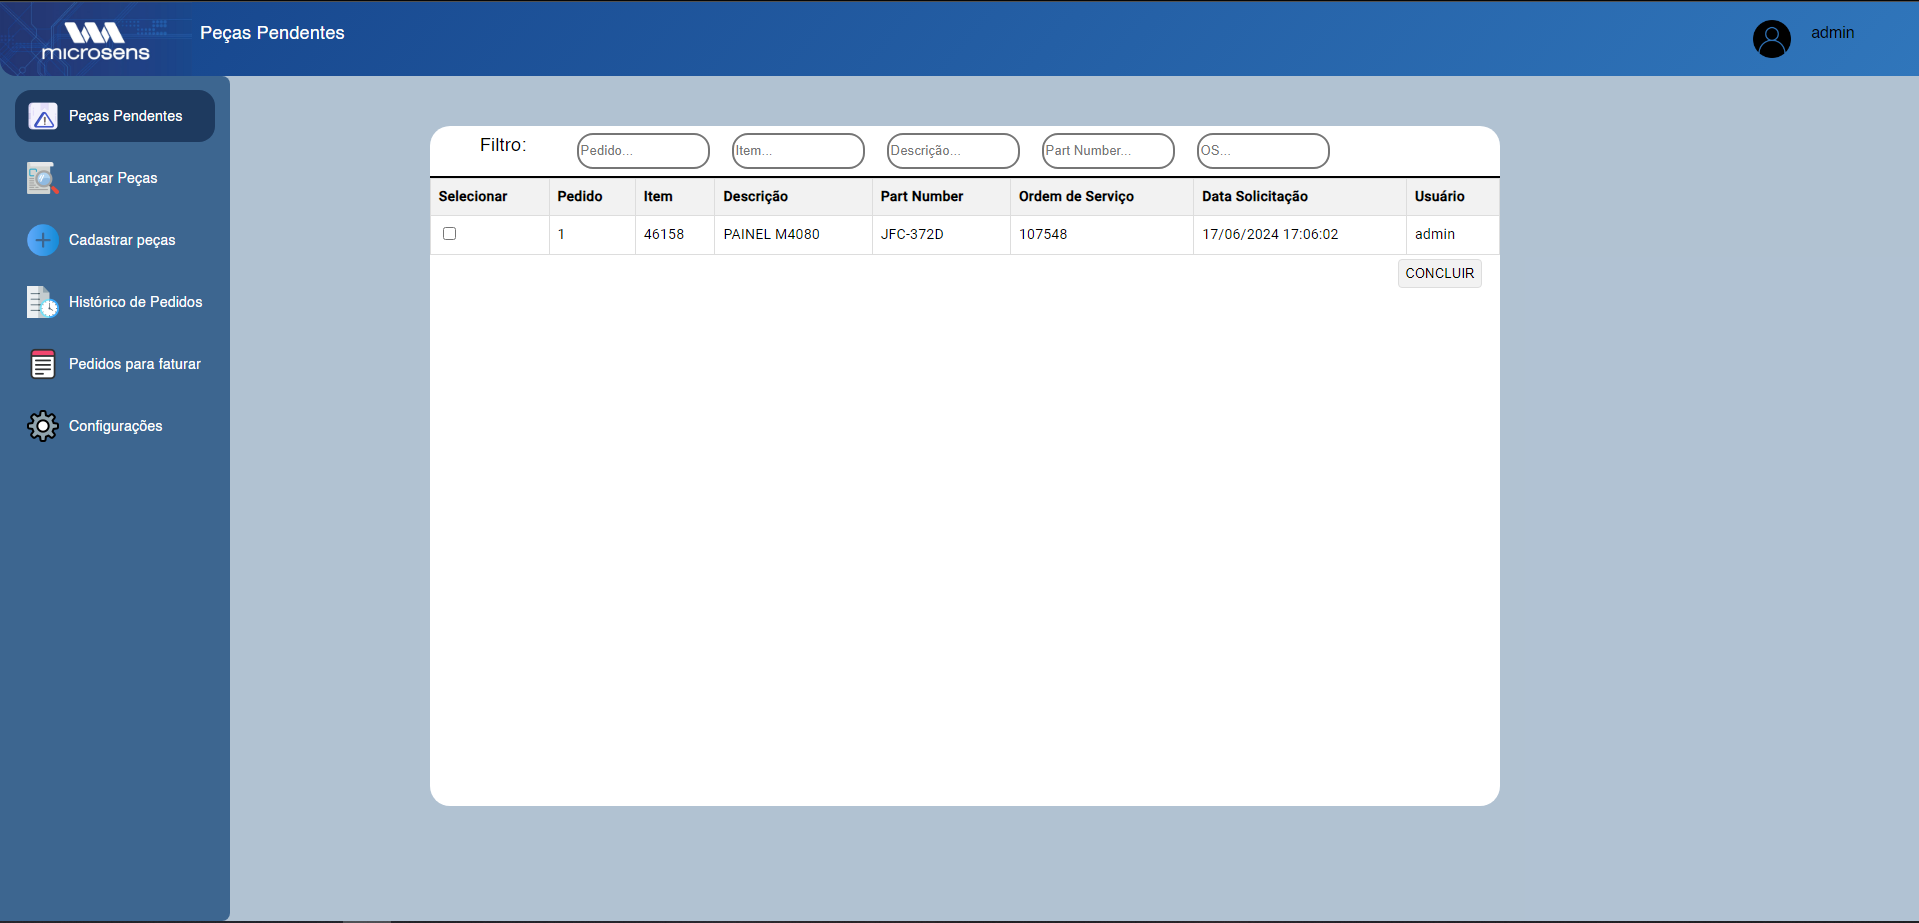 microsens
Peças Pendentes
admin
Peças Pendentes
Lançar Peças
Cadastrar peças
Histórico de Pedidos
Pedidos para faturar
Configurações
Filtro: Pedido... Item... Descrição... Part Number... OS...
Selecionar Pedido Item Descrição Part Number Ordem de Serviço Data Solicitação Usuário
1 46158 PAINEL M4080 JFC-372D 107548 17/06/2024 17:06:02 admin
CONCLUIR